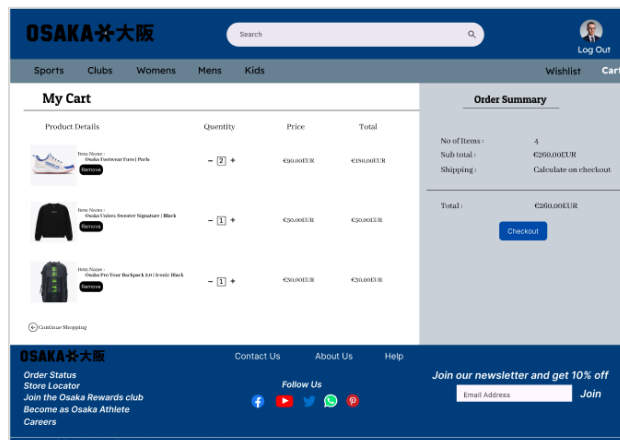 OSAKA大阪
Search
Log Out
Sports Clubs Womens Mens Kids Wishlist Cart
My Cart
Order Summary
Product Details Quentity Price Total
Item Name :
Osaka Footwear Furo | Paris
Remove
- 2 + €90.00EUR €180.00EUR
Item Name :
Osaka Unisex Sweater Signature | Black
Remove
- 1 + €50.00EUR €50.00EUR
Item Name :
Osaka Pro Tour Backpack 3.0 | Iconic Black
Remove
- 1 + €30.00EUR €30.00EUR
Continue Shopping
No of Items : 4
Sub total : €260.00EUR
Shipping : Calculate on checkout
Total : €260.00EUR
Checkout
OSAKA大阪
Order Status
Store Locator
Join the Osaka Rewards club
Become as Osaka Athlete
Careers
Contact Us About Us Help
Follow Us
Join our newsletter and get 10% off
Email Address Join